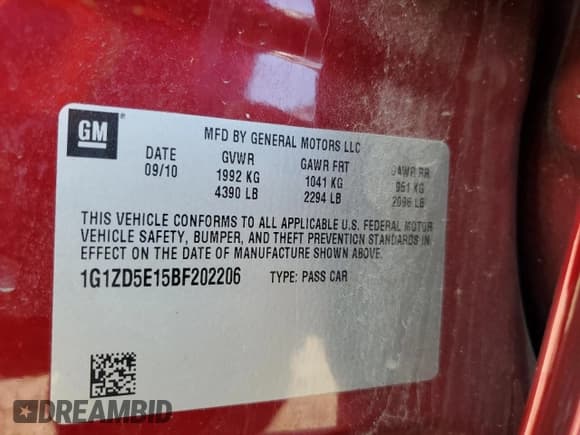 GM
®
MFD BY GENERAL MOTORS LLC
DATE GVWR GAWR FRT GAWR RR
09/10 1992 KG 1041 KG 951 KG
4390 LB 2294 LB 2096 LB
THIS VEHICLE CONFORMS TO ALL APPLICABLE U.S. FEDERAL MOTOR
VEHICLE SAFETY, BUMPER, AND THEFT PREVENTION STANDARDS IN
EFFECT ON THE DATE OF MANUFACTURE SHOWN ABOVE.
1G1ZD5E15BF202206 TYPE: PASS CAR
DREAMBID